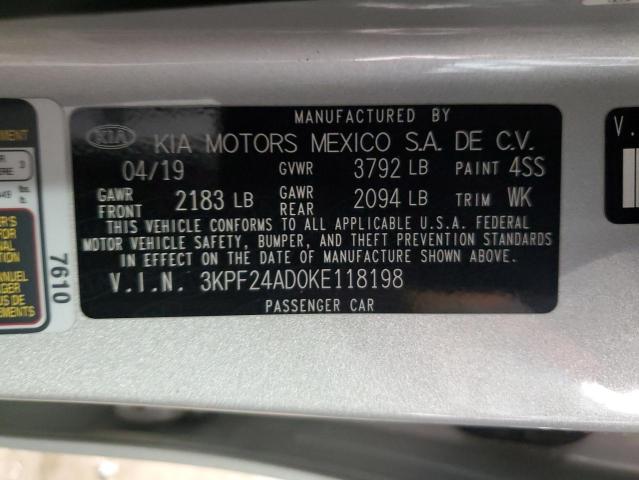 MANUFACTURED BY
KIA KIA MOTORS MEXICO S.A. DE C.V.
04/19 GVWR 3792 LB PAINT 4SS
GAWR FRONT 2183 LB GAWR REAR 2094 LB TRIM WK
THIS VEHICLE CONFORMS TO ALL APPLICABLE U.S.A. FEDERAL
MOTOR VEHICLE SAFETY, BUMPER, AND THEFT PREVENTION STANDARDS
IN EFFECT ON THE DATE OF MANUFACTURE SHOWN ABOVE.
V.I.N. 3KPF24AD0KE118198
PASSENGER CAR
7610